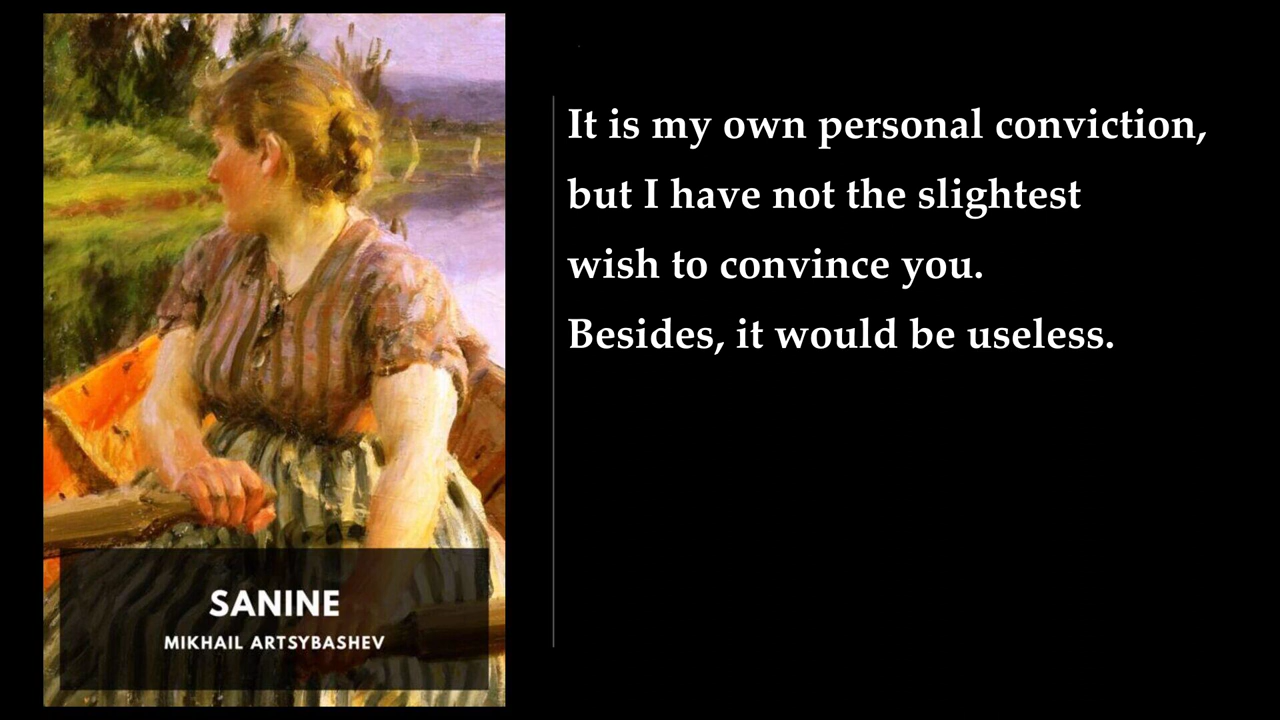 SANINE
MIKHAIL ARTSYBASHEV
It is my own personal conviction,
but I have not the slightest
wish to convince you.
Besides, it would be useless.